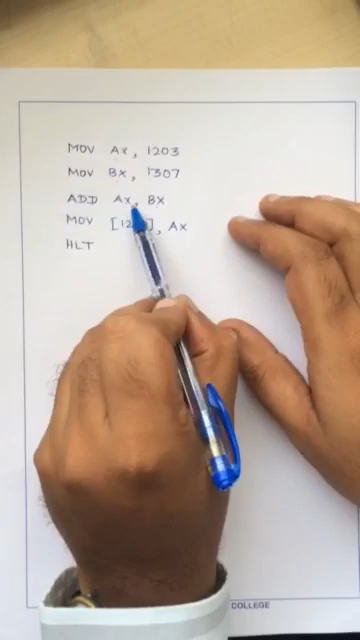 MOV AX, 1203
MOV BX, 1307
ADD AX, BX
MOV [12 ], AX
HLT
COLLEGE